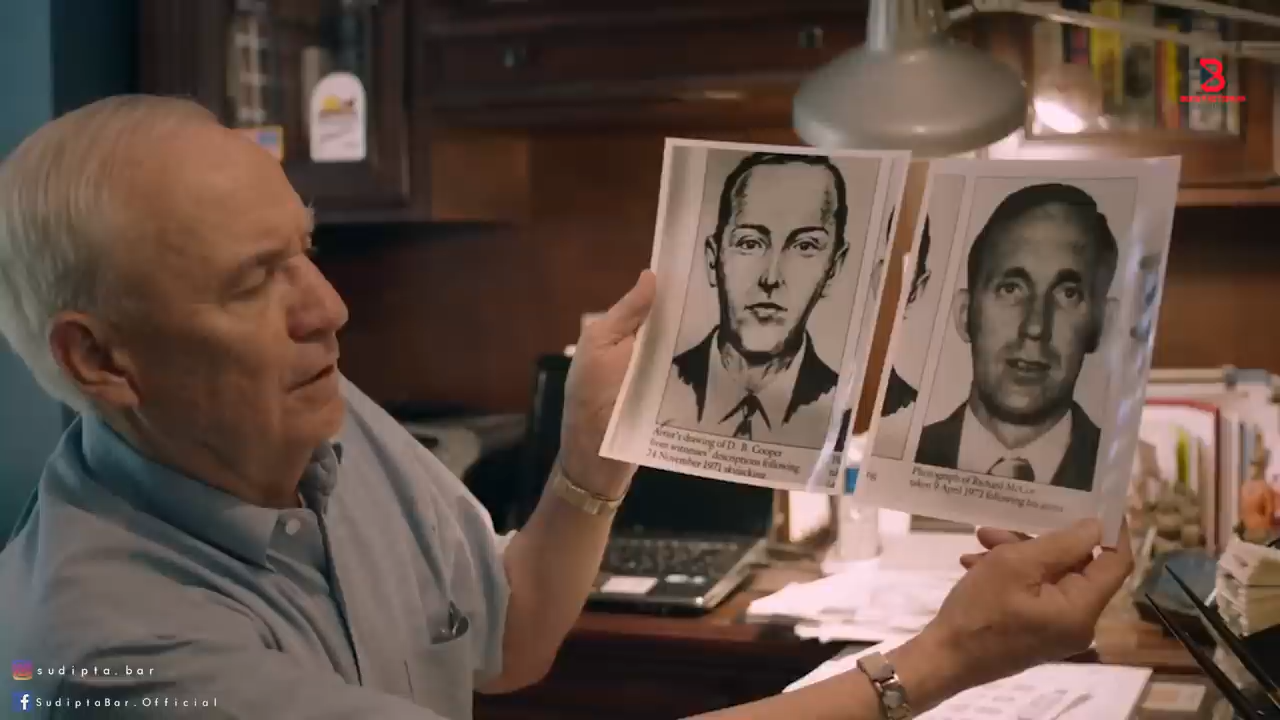 Artist's drawing of D. B. Cooper
from witnesses' descriptions following
24 November 1971 skyjacking
Photograph of Richard McCoy
taken 9 April 1972 following his arrest
sudipta.bar
SudiptaBar.Official